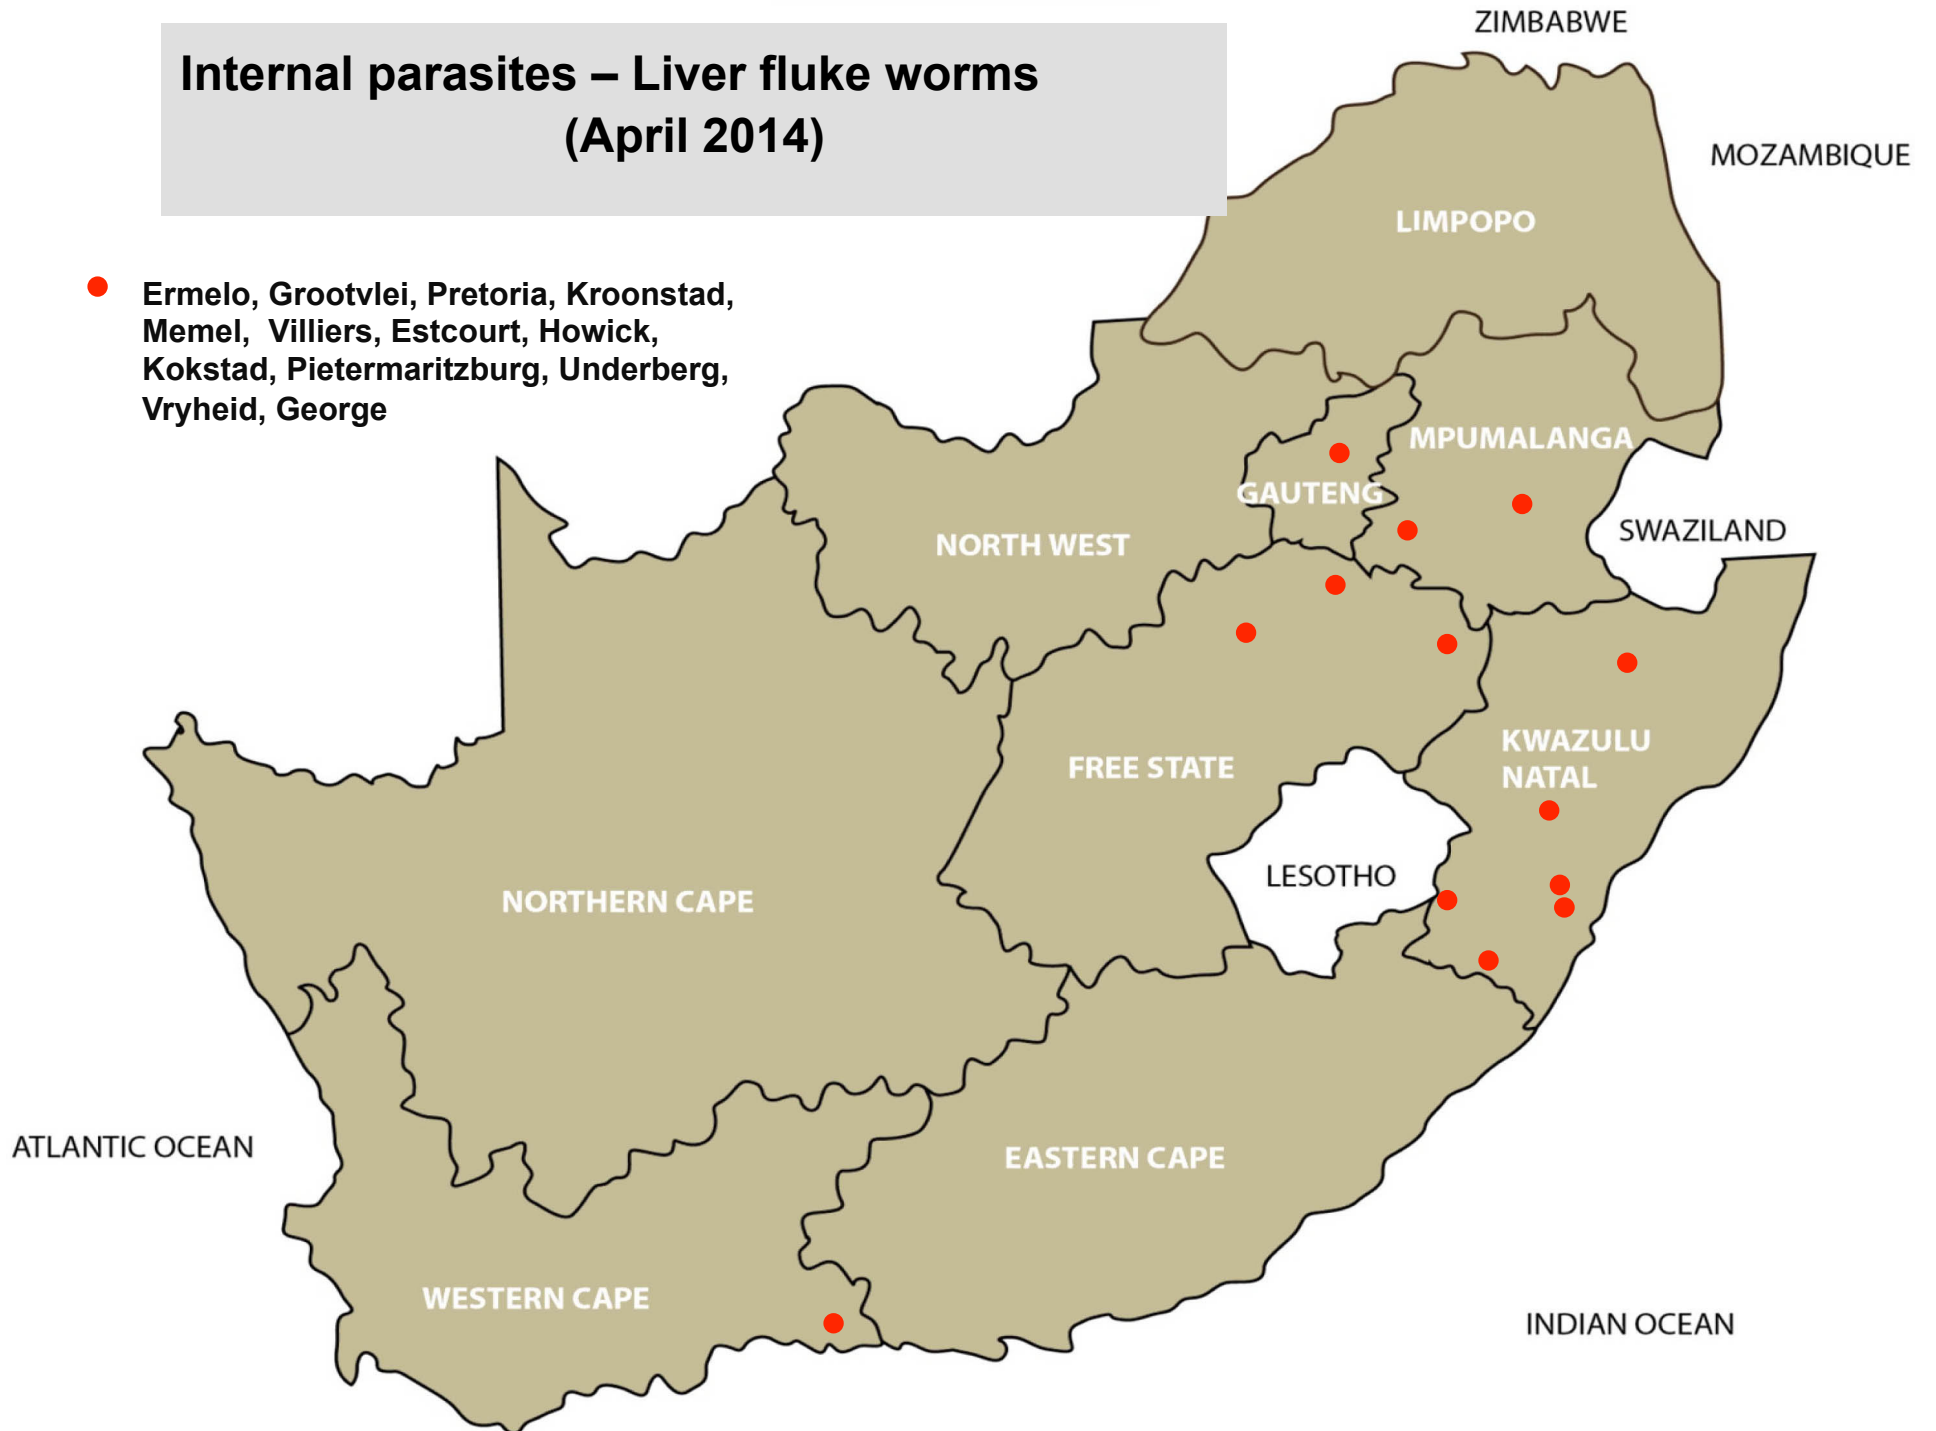 Internal parasites – Liver fluke worms
(April 2014)
Ermelo, Grootvlei, Pretoria, Kroonstad,
Memel, Villiers, Estcourt, Howick,
Kokstad, Pietermaritzburg, Underberg,
Vryheid, George
ZIMBABWE
MOZAMBIQUE
LIMPOPO
MPUMALANGA
GAUTENG
SWAZILAND
NORTH WEST
KWAZULU
NATAL
FREE STATE
LESOTHO
NORTHERN CAPE
ATLANTIC OCEAN
EASTERN CAPE
WESTERN CAPE
INDIAN OCEAN